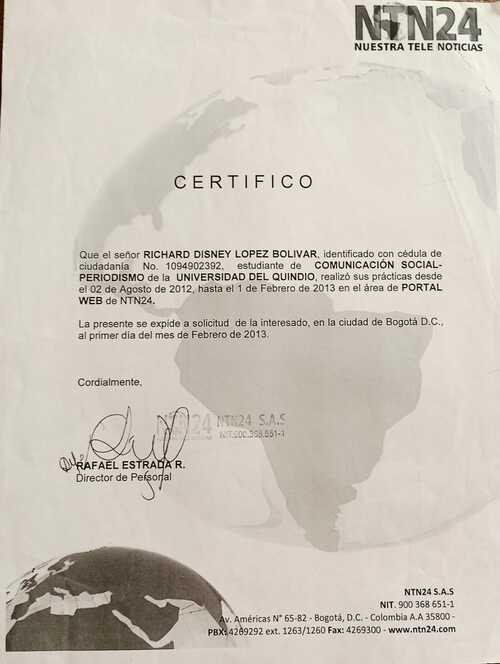 NTN24
NUESTRA TELE NOTICIAS
CERTIFICO
Que el señor RICHARD DISNEY LOPEZ BOLIVAR, identificado con cédula de
ciudadanía No. 1094902392, estudiante de COMUNICACIÓN SOCIAL-
PERIODISMO de la UNIVERSIDAD DEL QUINDIO, realizó sus prácticas desde
el 02 de Agosto de 2012, hasta el 1 de Febrero de 2013 en el área de PORTAL
WEB de NTN24.
La presente se expide a solicitud de la interesado, en la ciudad de Bogotá D.C.,
al primer día del mes de Febrero de 2013.
Cordialmente,
NTN24 NTN24 S.A.S
NIT.900.368.651-1
RAFAEL ESTRADA R.
Director de Personal
NTN24 S.A.S
NIT. 900 368 651-1
Av. Américas N° 65-82 - Bogotá, D.C. - Colombia A.A 35800 -
PBX: 4269292 ext. 1263/1260 Fax: 4269300 - www.ntn24.com